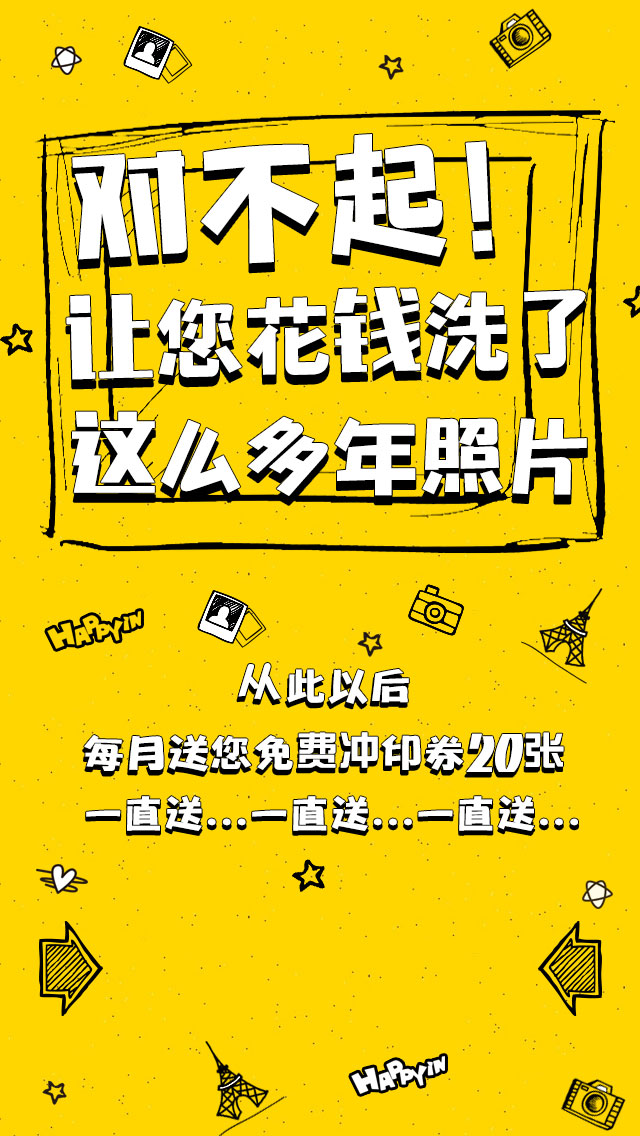 对不起!
让您花钱洗了
这么多年照片
HAPPYIN
从此以后
每月送您免费冲印券20张
一直送...一直送...一直送...
HAPPYIN